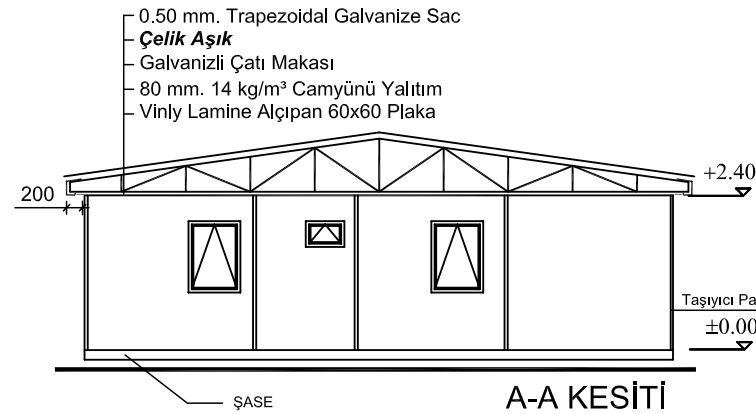 0.50 mm. Trapezoidal Galvanize Sac
Çelik Aşık
Galvanizli Çatı Makası
80 mm. 14 kg/m³ Camyünü Yalıtım
Vinly Lamine Alçıpan 60x60 Plaka
+2.40
200
Taşıyıcı Pa
±0.00
ŞASE
A-A KESİTİ